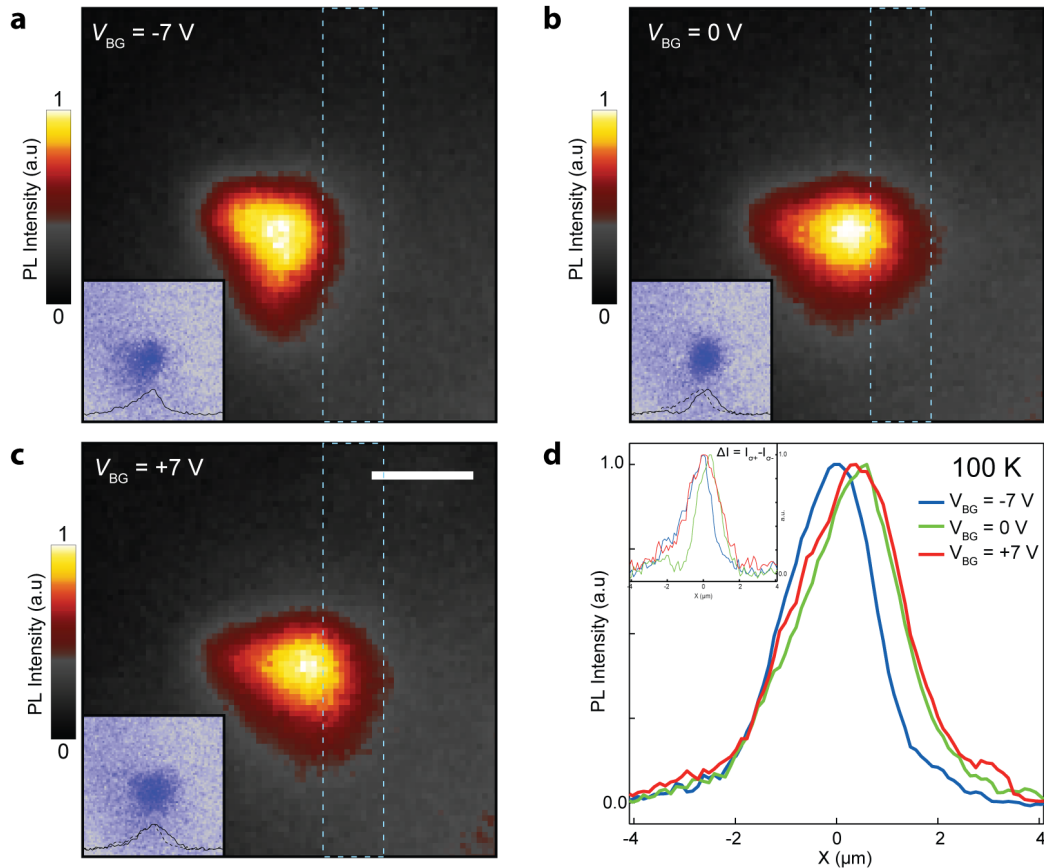 a
V_BG = -7 V
1
PL Intensity (a.u)
0
b
V_BG = 0 V
1
PL Intensity (a.u)
0
c
V_BG = +7 V
1
PL Intensity (a.u)
0
d
100 K
V_BG = -7 V
V_BG = 0 V
V_BG = +7 V
1.0
0.0
PL Intensity (a.u)
-4 -2 0 2 4
X (µm)
ΔI = I_σ+-I_σ-
1.0
a.u.
0.0
-4 -2 0 2 4
X (µm)